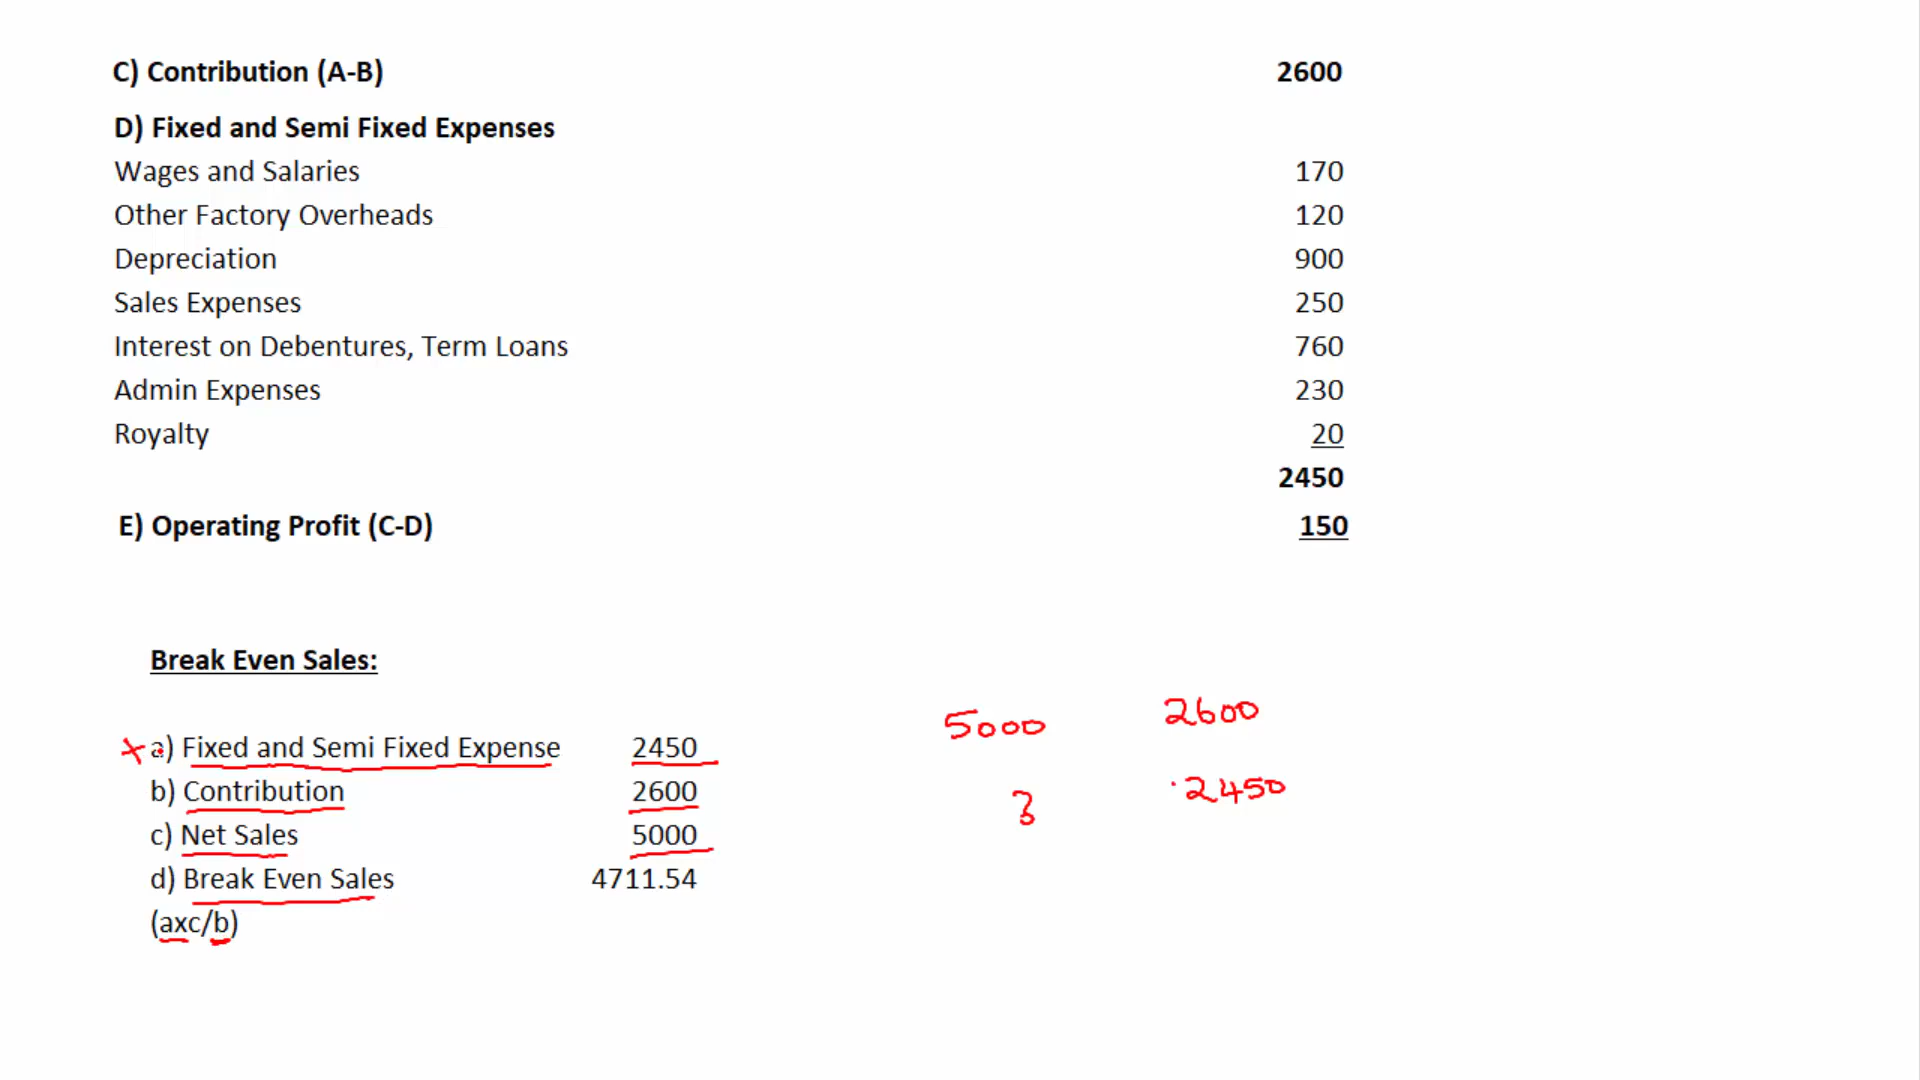 C) Contribution (A-B) 2600
D) Fixed and Semi Fixed Expenses
Wages and Salaries 170
Other Factory Overheads 120
Depreciation 900
Sales Expenses 250
Interest on Debentures, Term Loans 760
Admin Expenses 230
Royalty 20
2450
E) Operating Profit (C-D) 150
Break Even Sales:
5000 2600
a) Fixed and Semi Fixed Expense 2450
b) Contribution 2600
2450
c) Net Sales 5000
d) Break Even Sales 4711.54
(axc/b)